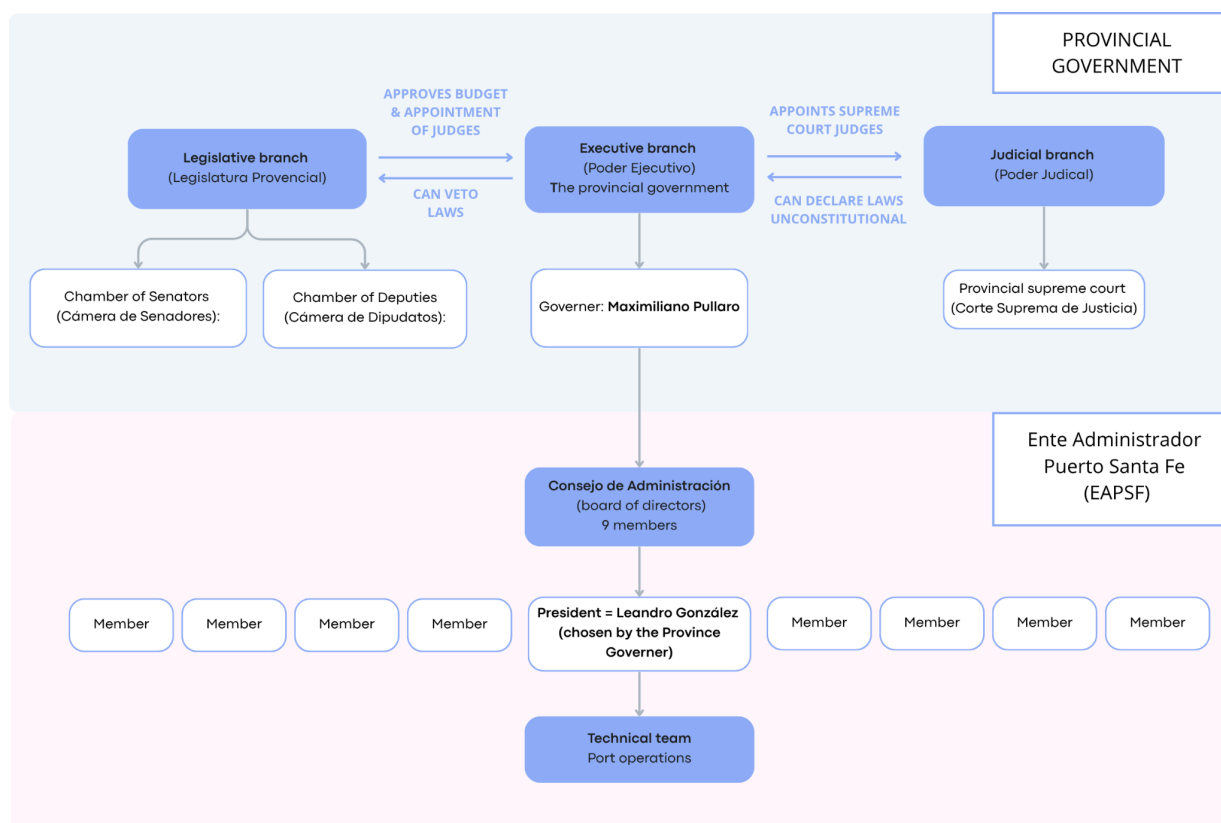 PROVINCIAL
GOVERNMENT
APPROVES BUDGET
& APPOINTMENT
OF JUDGES
APPOINTS SUPREME
COURT JUDGES
Legislative branch
(Legislatura Provencial)
Executive branch
(Poder Ejecutivo)
The provincial government
Judicial branch
(Poder Judical)
CAN VETO
LAWS
CAN DECLARE LAWS
UNCONSTITUTIONAL
Chamber of Senators
(Cámera de Senadores):
Chamber of Deputies
(Cámera de Dipudatos):
Governer: Maximiliano Pullaro
Provincial supreme court
(Corte Suprema de Justicia)
Ente Administrador
Puerto Santa Fe
(EAPSF)
Consejo de Administración
(board of directors)
9 members
Member
Member
Member
Member
President = Leandro González
(chosen by the Province
Governer)
Member
Member
Member
Member
Technical team
Port operations